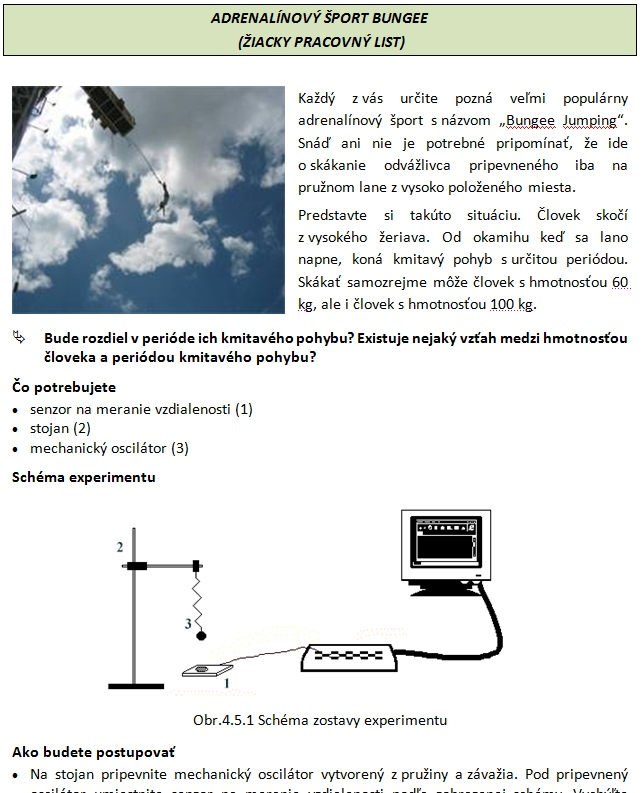 ADRENALÍNOVÝ ŠPORT BUNGEE
(ŽIACKY PRACOVNÝ LIST)
Každý z vás určite pozná veľmi populárny
adrenalínový šport s názvom „Bungee Jumping“.
Snáď ani nie je potrebné pripomínať, že ide
o skákanie odvážlivca pripevneného iba na
pružnom lane z vysoko položeného miesta.
Predstavte si takúto situáciu. Človek skočí
z vysokého žeriava. Od okamihu keď sa lano
napne, koná kmitavý pohyb s určitou periódou.
Skákať samozrejme môže človek s hmotnosťou 60
kg, ale i človek s hmotnosťou 100 kg.
Bude rozdiel v perióde ich kmitavého pohybu? Existuje nejaký vzťah medzi hmotnosťou
človeka a periódou kmitavého pohybu?
Čo potrebujete
• senzor na meranie vzdialenosti (1)
• stojan (2)
• mechanický oscilátor (3)
Schéma experimentu
2
3
1
Obr.4.5.1 Schéma zostavy experimentu
Ako budete postupovať
• Na stojan pripevnite mechanický oscilátor vytvorený z pružiny a závažia. Pod pripevnený